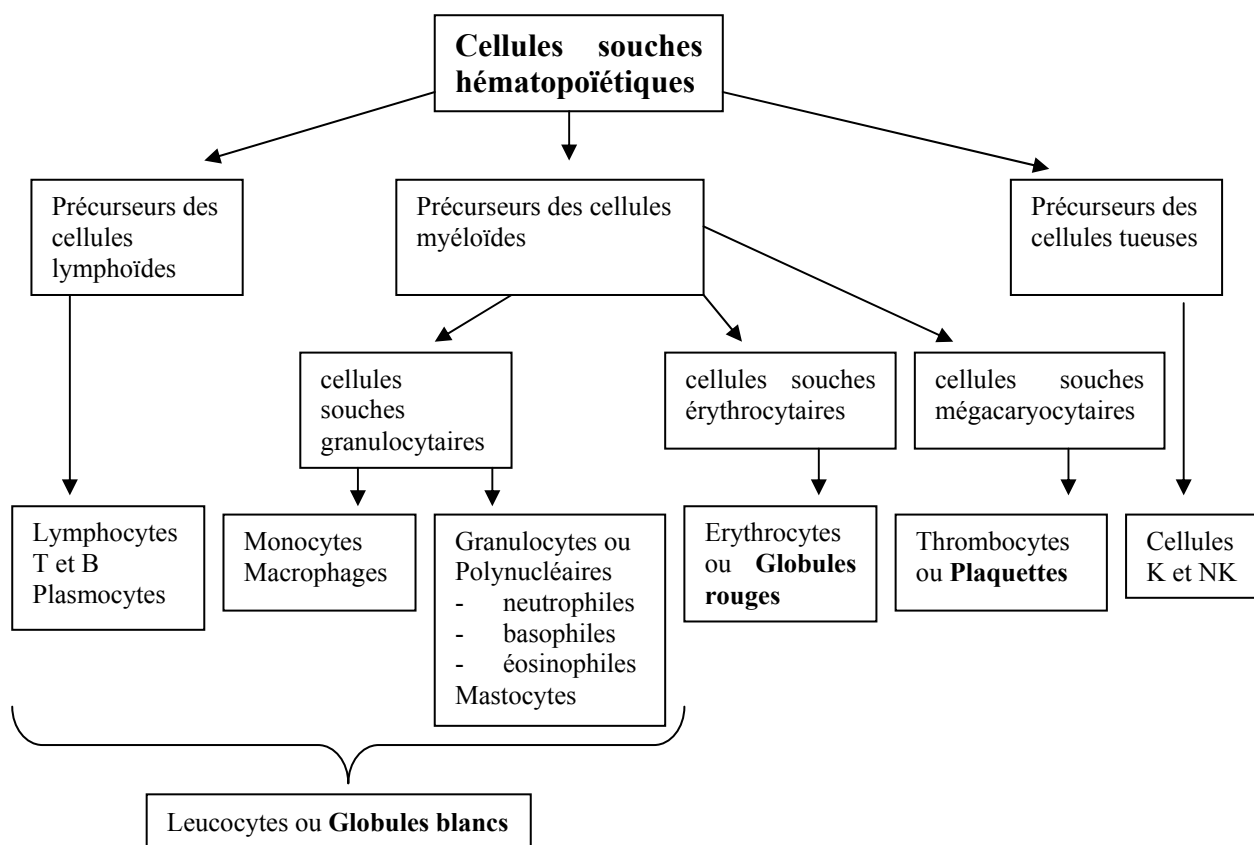 Cellules souches
hématopoïétiques
Précurseurs des
cellules
lymphoïdes
Précurseurs des cellules
myéloïdes
Précurseurs des
cellules tueuses
cellules
souches
granulocytaires
cellules souches
érythrocytaires
cellules souches
mégacaryocytaires
Lymphocytes
T et B
Plasmocytes
Monocytes
Macrophages
Granulocytes ou
Polynucléaires
- neutrophiles
- basophiles
- éosinophiles
Mastocytes
Erythrocytes
ou Globules
rouges
Thrombocytes
ou Plaquettes
Cellules
K et NK
Leucocytes ou Globules blancs